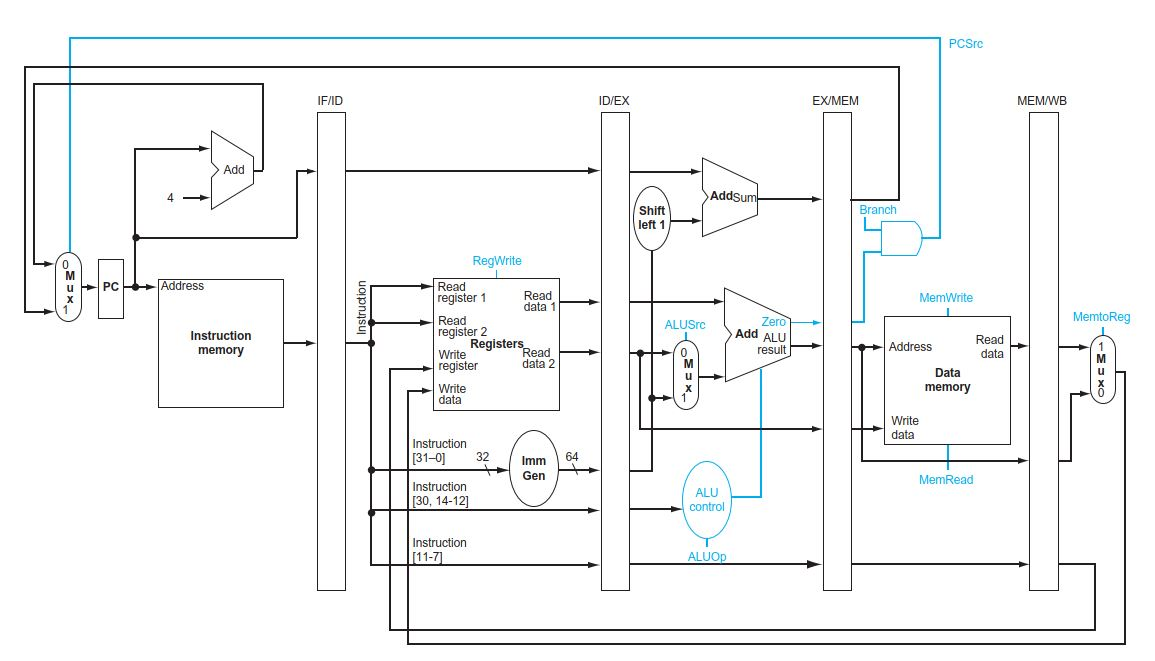 PCSrc
IF/ID
ID/EX
EX/MEM
MEM/WB
Add
4
Add
Sum
Shift
left 1
Branch
0
M
u
x
1
PC
Address
Instruction
memory
Instruction
RegWrite
Read
register 1
Read
data 1
Read
register 2
Registers
Write
register
Read
data 2
Write
data
ALUSrc
0
M
u
x
1
Zero
Add
ALU
result
MemWrite
Address
Read
data
Data
memory
Write
data
MemRead
MemtoReg
1
M
u
x
0
Instruction
[31–0]
32
Imm
Gen
64
Instruction
[30, 14-12]
ALU
control
Instruction
[11-7]
ALUOp